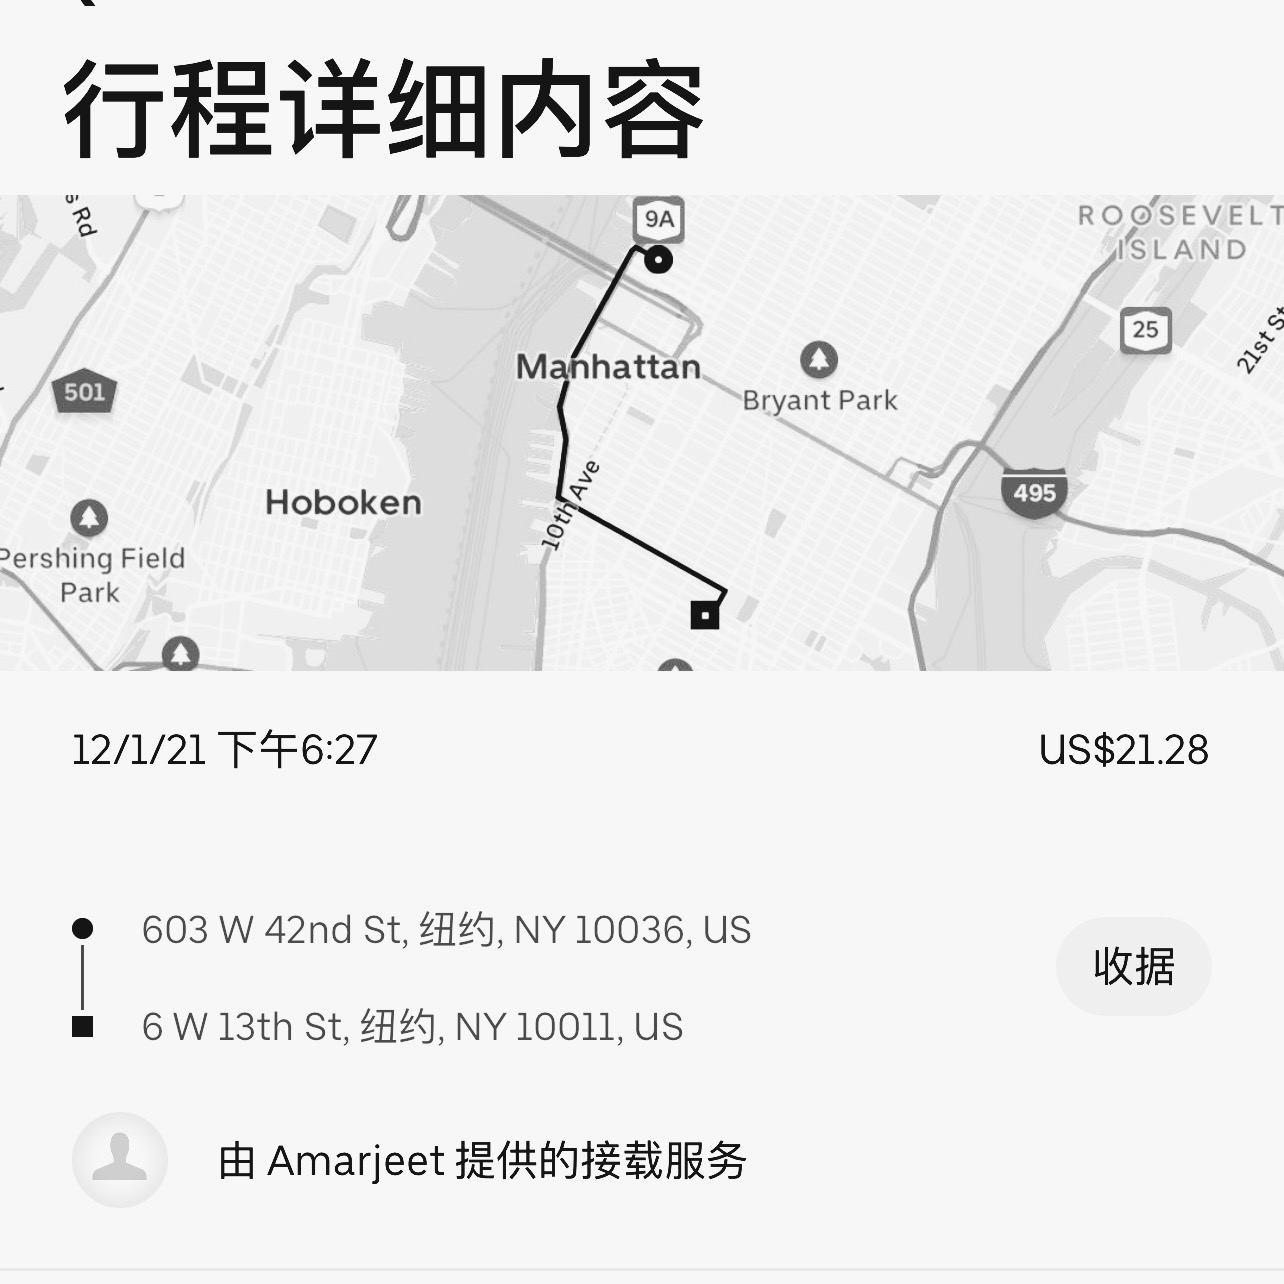 行程详细内容
s Rd
9A
ROOSEVELT
ISLAND
25
21st St
Manhattan
501
Bryant Park
10th Ave
Hoboken
495
Pershing Field
Park
12/1/21 下午6:27
US$21.28
603 W 42nd St, 纽约, NY 10036, US
收据
6 W 13th St, 纽约, NY 10011, US
由 Amarjeet 提供的接载服务